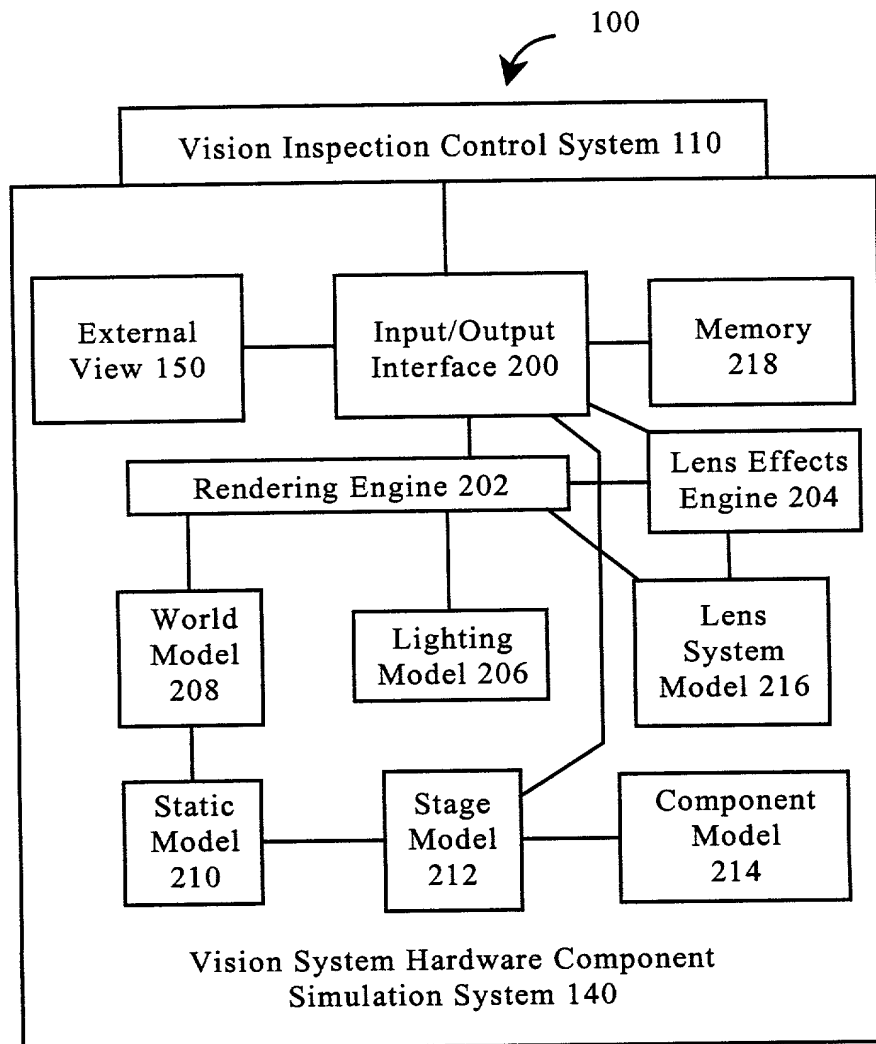 100
Vision Inspection Control System 110
External
View 150
Input/Output
Interface 200
Memory
218
Rendering Engine 202
Lens Effects
Engine 204
World
Model
208
Lighting
Model 206
Lens
System
Model 216
Static
Model
210
Stage
Model
212
Component
Model
214
Vision System Hardware Component
Simulation System 140